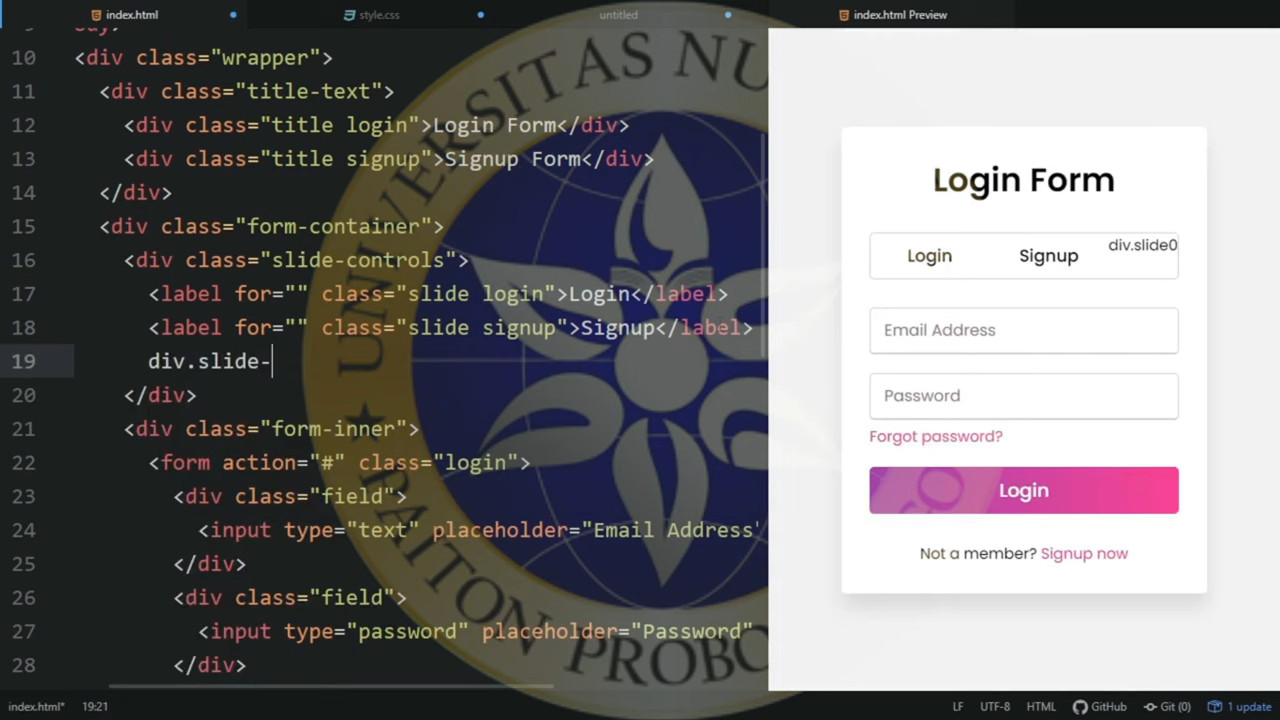 index.html
style.css
untitled
index.html Preview
10 <div class="wrapper">
11 <div class="title-text">
12 <div class="title login">Login Form</div>
13 <div class="title signup">Signup Form</div>
14 </div>
15 <div class="form-container">
16 <div class="slide-controls">
17 <label for="" class="slide login">Login</label>
18 <label for="" class="slide signup">Signup</label>
19 div.slide-
20 </div>
21 <div class="form-inner">
22 <form action="#" class="login">
23 <div class="field">
24 <input type="text" placeholder="Email Address"
25 </div>
26 <div class="field">
27 <input type="password" placeholder="Password"
28 </div>
Login Form
Login
Signup
div.slide0
Email Address
Password
Forgot password?
Login
Not a member? Signup now
UNIVERSITAS NU
PAITON PROBO
index.html* 19:21
LF UTF-8 HTML GitHub Git (0) 1 update